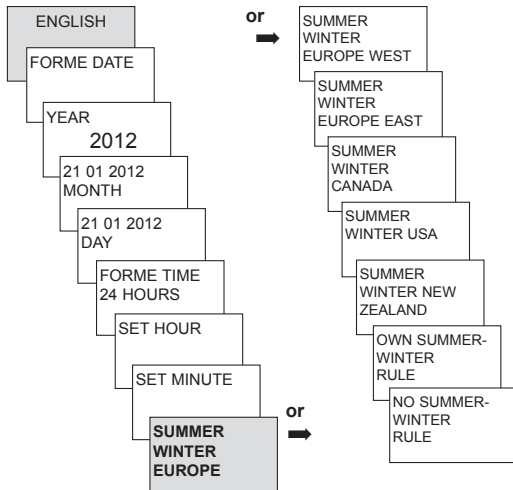 ENGLISH
FORME DATE
YEAR
2012
21 01 2012
MONTH
21 01 2012
DAY
FORME TIME
24 HOURS
SET HOUR
SET MINUTE
SUMMER
WINTER
EUROPE
or
or
SUMMER
WINTER
EUROPE WEST
SUMMER
WINTER
EUROPE EAST
SUMMER
WINTER
CANADA
SUMMER
WINTER USA
SUMMER
WINTER NEW
ZEALAND
OWN SUMMER-
WINTER
RULE
NO SUMMER-
WINTER
RULE